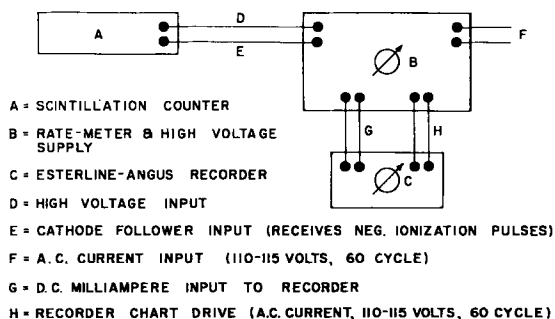 D
A
E
F
B
G
H
C
A = SCINTILLATION COUNTER
B = RATE-METER & HIGH VOLTAGE
SUPPLY
C = ESTERLINE-ANGUS RECORDER
D = HIGH VOLTAGE INPUT
E = CATHODE FOLLOWER INPUT (RECEIVES NEG. IONIZATION PULSES)
F = A.C. CURRENT INPUT (110-115 VOLTS, 60 CYCLE)
G = D.C. MILLIAMPERE INPUT TO RECORDER
H = RECORDER CHART DRIVE (A.C. CURRENT, 110-115 VOLTS, 60 CYCLE)